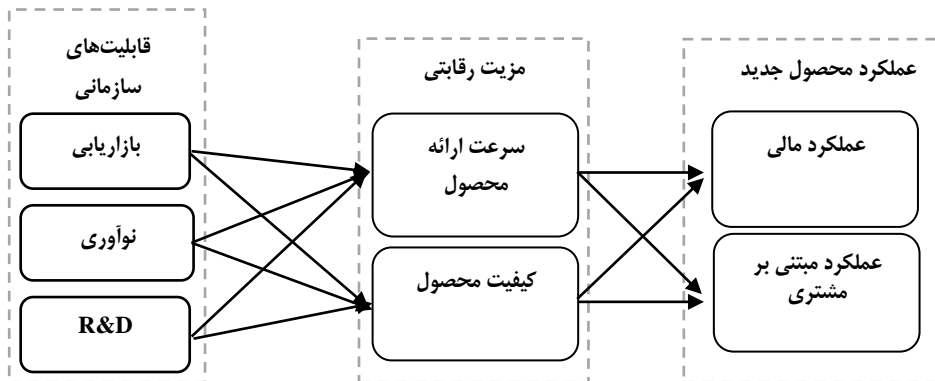 قابلیت‌های
سازمانی
بازاریابی
نوآوری
R&D
مزیت رقابتی
سرعت ارائه
محصول
کیفیت محصول
عملکرد محصول جدید
عملکرد مالی
عملکرد مبتنی بر
مشتری